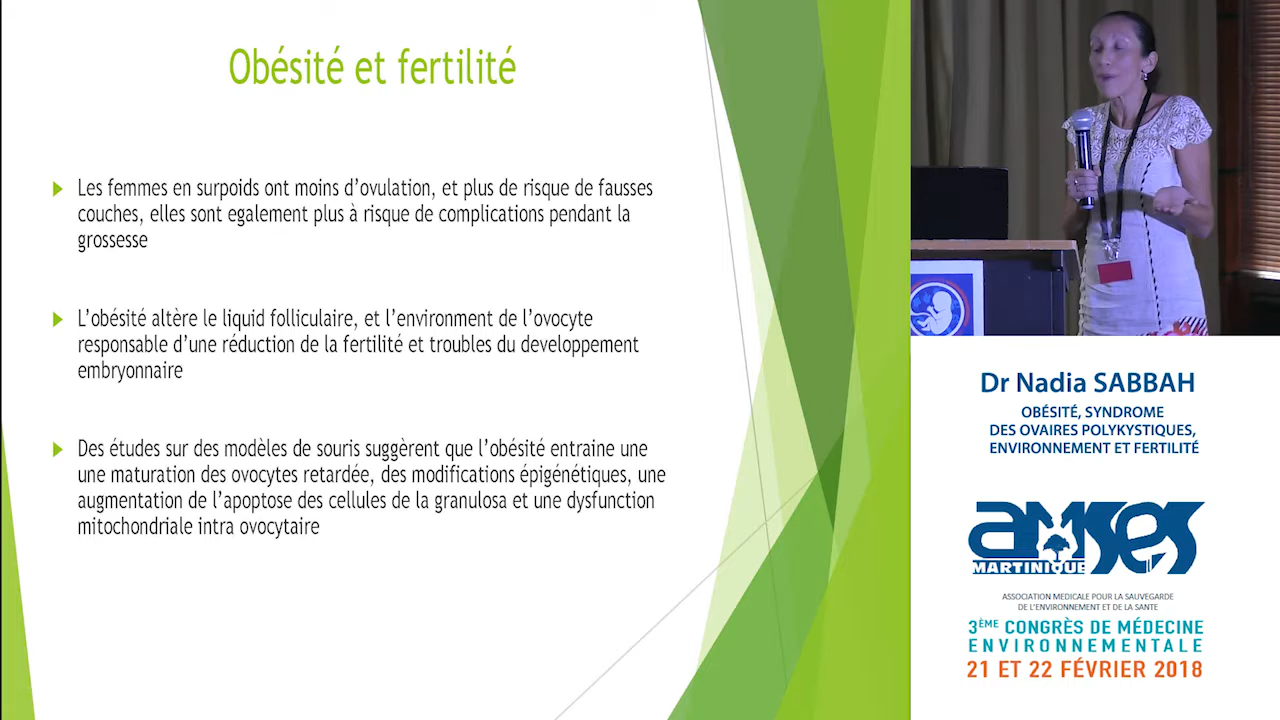 Obésité et fertilité
Les femmes en surpoids ont moins d'ovulation, et plus de risque de fausses
couches, elles sont egalement plus à risque de complications pendant la
grossesse
L'obésité altère le liquid folliculaire, et l'environment de l'ovocyte
responsable d'une réduction de la fertilité et troubles du developpement
embryonnaire
Des études sur des modèles de souris suggèrent que l'obésité entraine une
une maturation des ovocytes retardée, des modifications épigénétiques, une
augmentation de l'apoptose des cellules de la granulosa et une dysfunction
mitochondriale intra ovocytaire
Dr Nadia SABBAH
OBÉSITÉ, SYNDROME
DES OVAIRES POLYKYSTIQUES,
ENVIRONNEMENT ET FERTILITÉ
AMSES
MARTINIQUE
ASSOCIATION MEDICALE POUR LA SAUVEGARDE
DE L'ENVIRONNEMENT ET DE LA SANTE
3ÈME CONGRÈS DE MÉDECINE
ENVIRONNEMENTALE
21 ET 22 FÉVRIER 2018